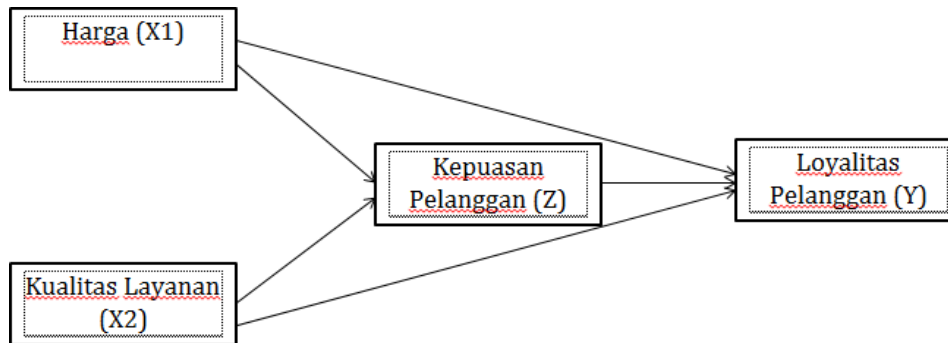 Harga (X1)
Kepuasan
Pelanggan (Z)
Loyalitas
Pelanggan (Y)
Kualitas Layanan
(X2)